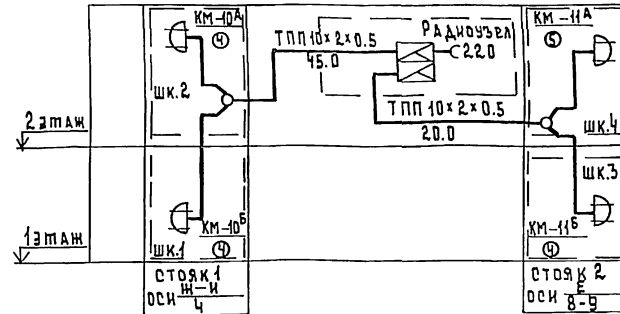 КМ-10А
④
ТПП 10×2×0.5
45.0
РАДИОУЗЕЛ
220
КМ-11А
⑤
ШК.2
ТПП 10×2×0.5
20.0
ШК.4
2 ЭТАЖ
ШК.3
КМ-10Б
④
КМ-11Б
④
1 ЭТАЖ
ШК.1
СТОЯК 1
ОСИ Ж-И/4
СТОЯК 2
ОСИ Е/8-9